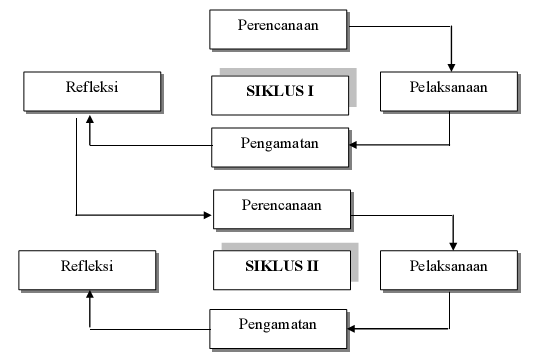 Perencanaan
Refleksi
SIKLUS I
Pelaksanaan
Pengamatan
Perencanaan
Refleksi
SIKLUS II
Pelaksanaan
Pengamatan